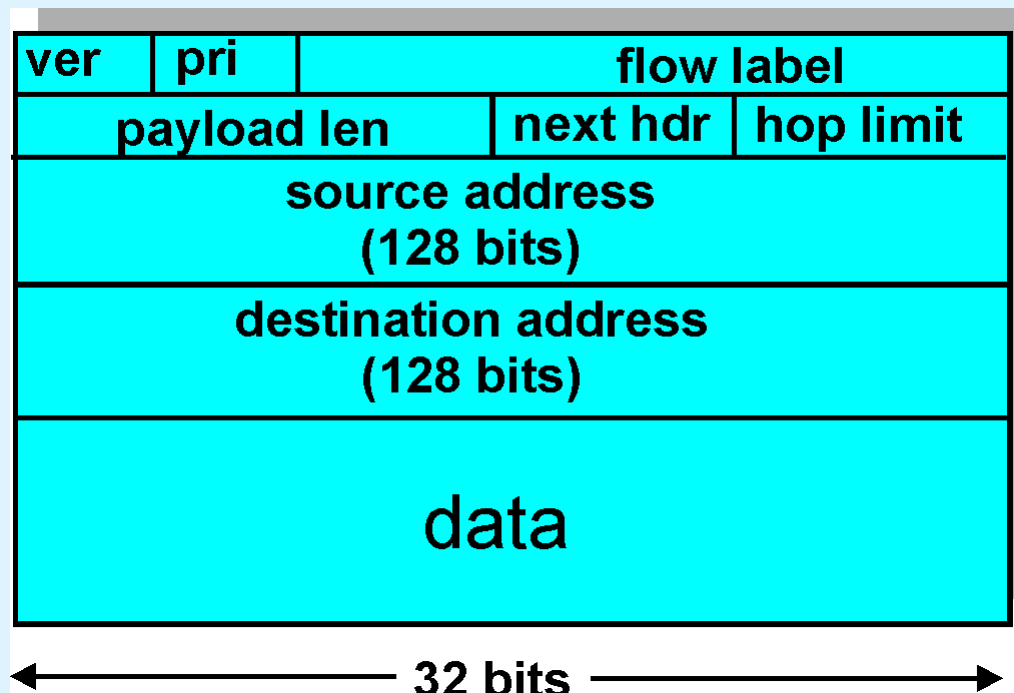 ver pri flow label
payload len next hdr hop limit
source address
(128 bits)
destination address
(128 bits)
data
32 bits